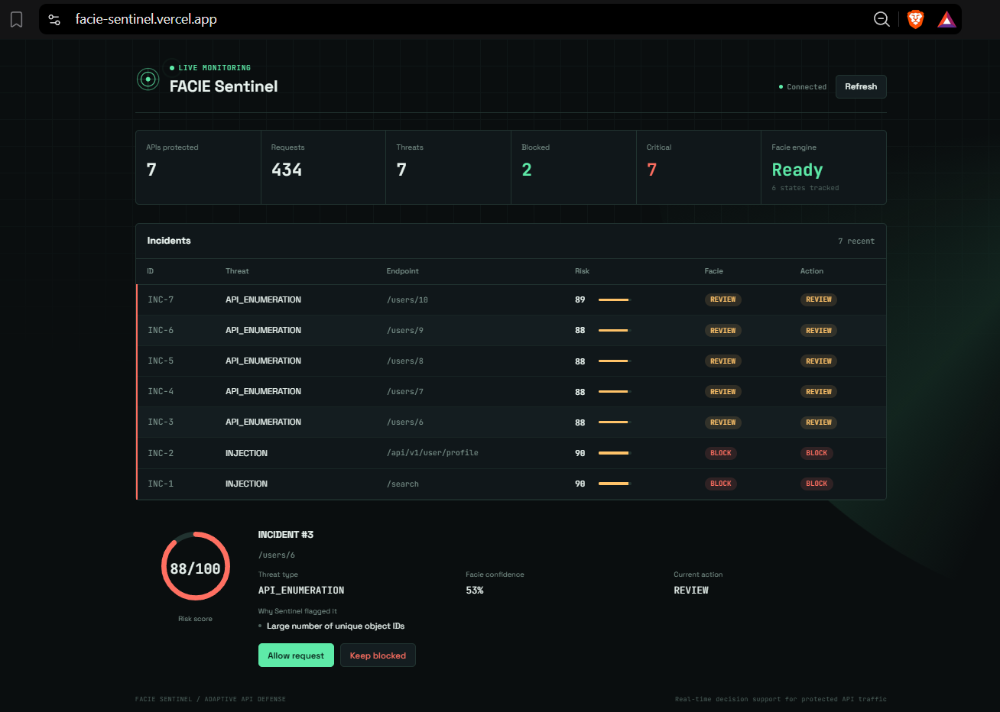 facie-sentinel.vercel.app
LIVE MONITORING
FACIE Sentinel
Connected
Refresh
APIs protected
7
Requests
434
Threats
7
Blocked
2
Critical
7
Facie engine
Ready
6 states tracked
Incidents
7 recent
ID Threat Endpoint Risk Facie Action
INC-7 API_ENUMERATION /users/10 89 REVIEW REVIEW
INC-6 API_ENUMERATION /users/9 88 REVIEW REVIEW
INC-5 API_ENUMERATION /users/8 88 REVIEW REVIEW
INC-4 API_ENUMERATION /users/7 88 REVIEW REVIEW
INC-3 API_ENUMERATION /users/6 88 REVIEW REVIEW
INC-2 INJECTION /api/v1/user/profile 90 BLOCK BLOCK
INC-1 INJECTION /search 90 BLOCK BLOCK
88/100
Risk score
INCIDENT #3
/users/6
Threat type
API_ENUMERATION
Facie confidence
53%
Current action
REVIEW
Why Sentinel flagged it
Large number of unique object IDs
Allow request
Keep blocked
FACIE SENTINEL / ADAPTIVE API DEFENSE
Real-time decision support for protected API traffic